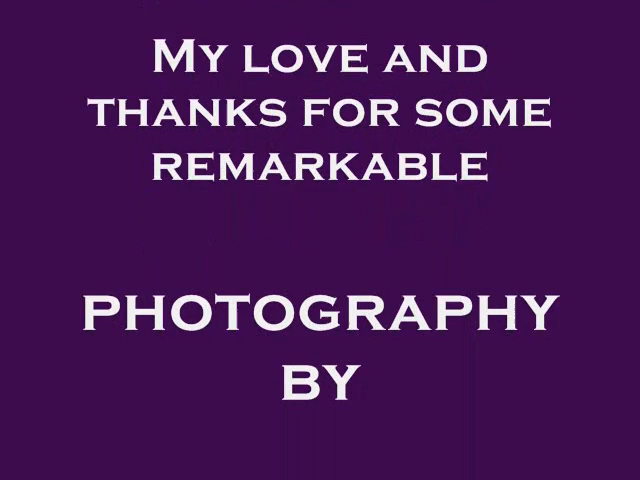 My love and
thanks for some
remarkable
photography
by